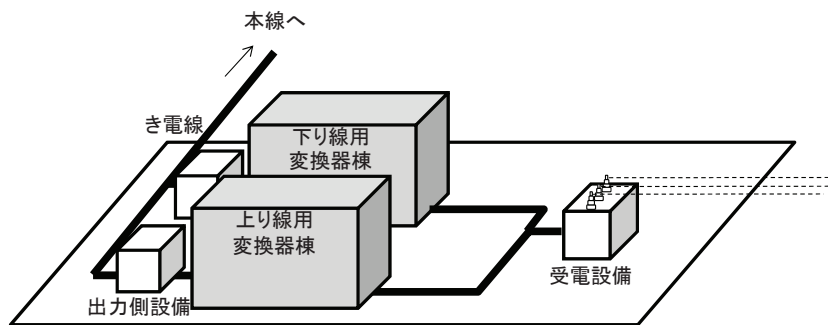 本線へ
き電線
下り線用
変換器棟
上り線用
変換器棟
受電設備
出力側設備